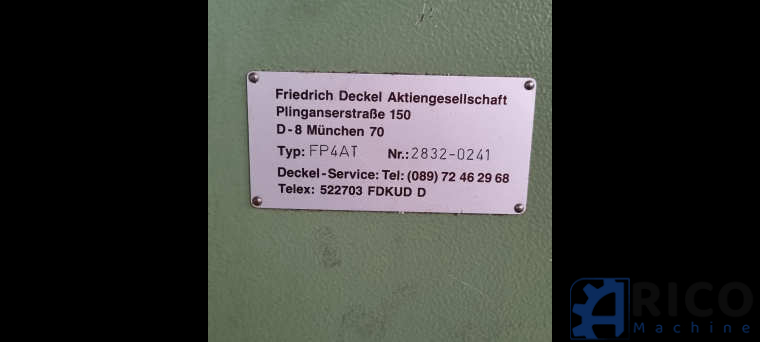 Friedrich Deckel Aktiengesellschaft
Plinganserstraße 150
D-8 München 70
Typ: FP4AT Nr.: 2832-0241
Deckel-Service: Tel: (089) 72 46 29 68
Telex: 522703 FDKUD D
ARICO
Machine